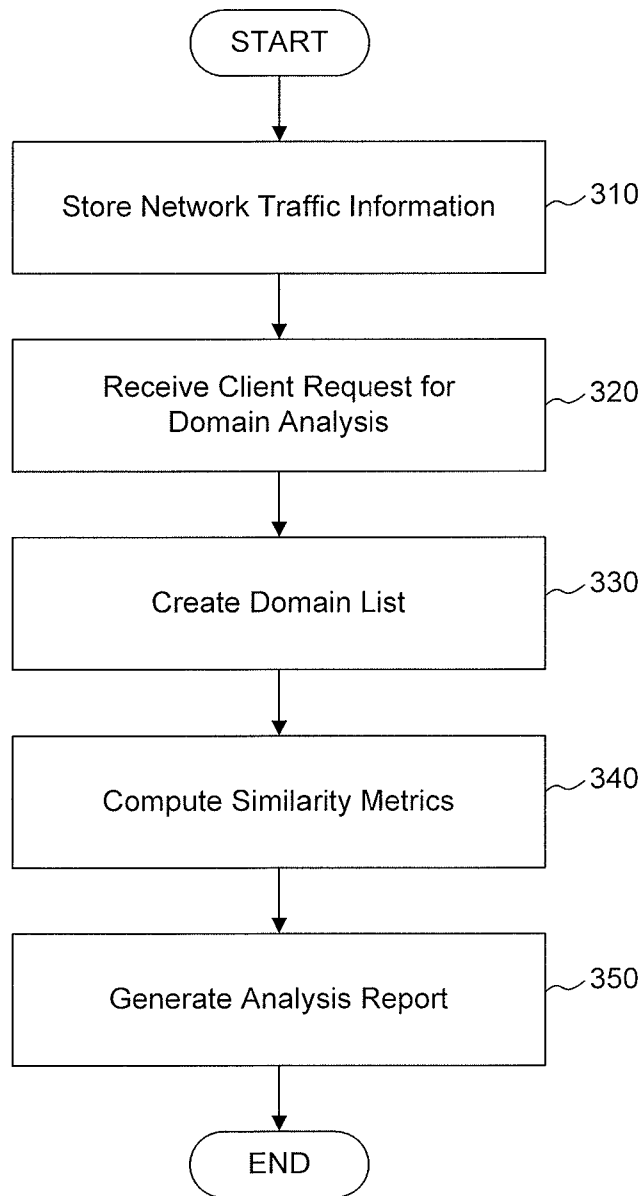 START
Store Network Traffic Information
310
Receive Client Request for
Domain Analysis
320
Create Domain List
330
Compute Similarity Metrics
340
Generate Analysis Report
350
END